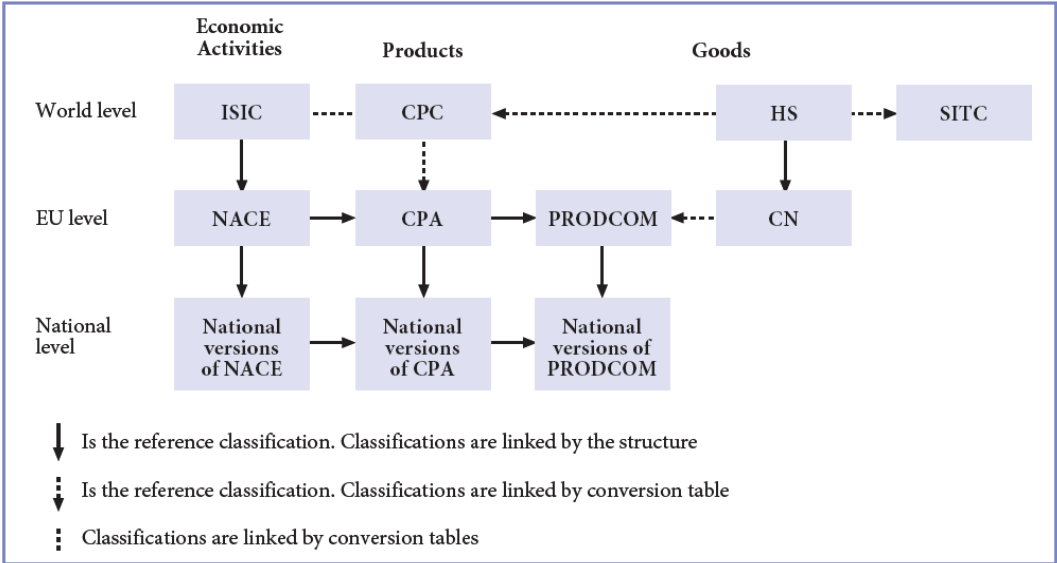 Economic
Activities
Products
Goods
World level
ISIC
CPC
HS
SITC
EU level
NACE
CPA
PRODCOM
CN
National
level
National
versions
of NACE
National
versions
of CPA
National
versions of
PRODCOM
Is the reference classification. Classifications are linked by the structure
Is the reference classification. Classifications are linked by conversion table
Classifications are linked by conversion tables